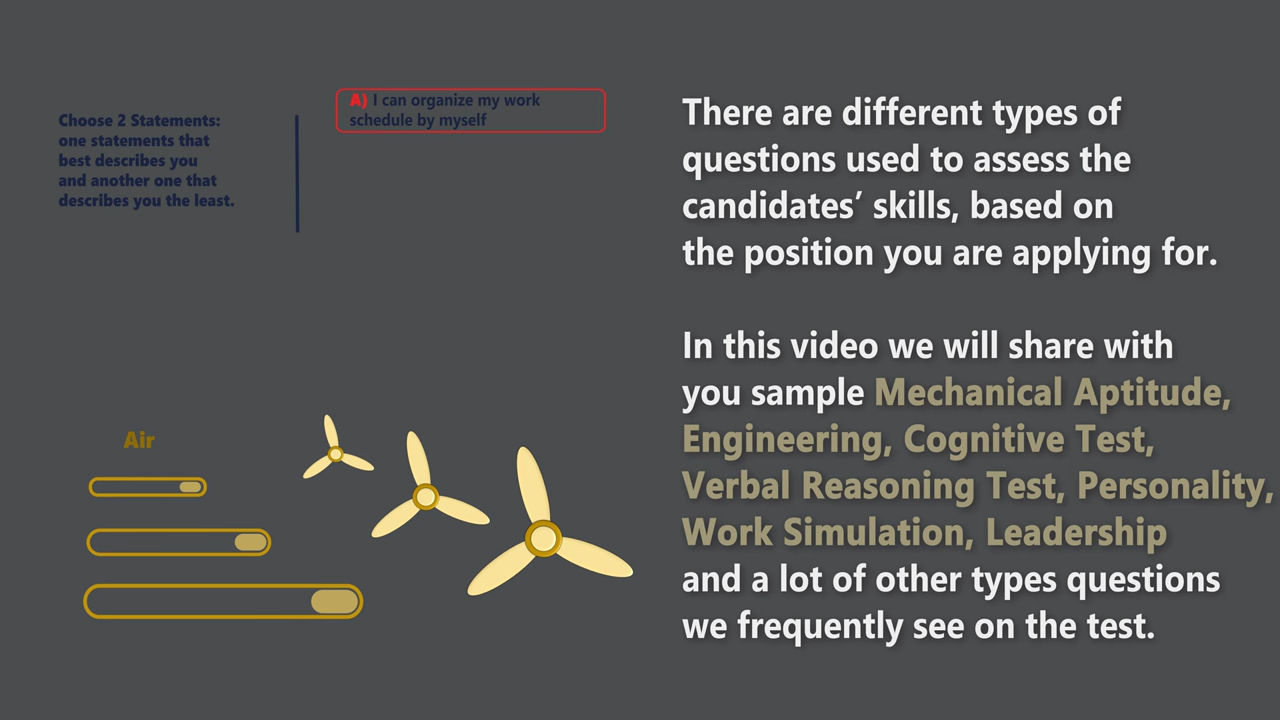 Choose 2 Statements:
one statements that
best describes you
and another one that
describes you the least.
A) I can organize my work
schedule by myself
Air
There are different types of
questions used to assess the
candidates’ skills, based on
the position you are applying for.
In this video we will share with
you sample Mechanical Aptitude,
Engineering, Cognitive Test,
Verbal Reasoning Test, Personality,
Work Simulation, Leadership
and a lot of other types questions
we frequently see on the test.